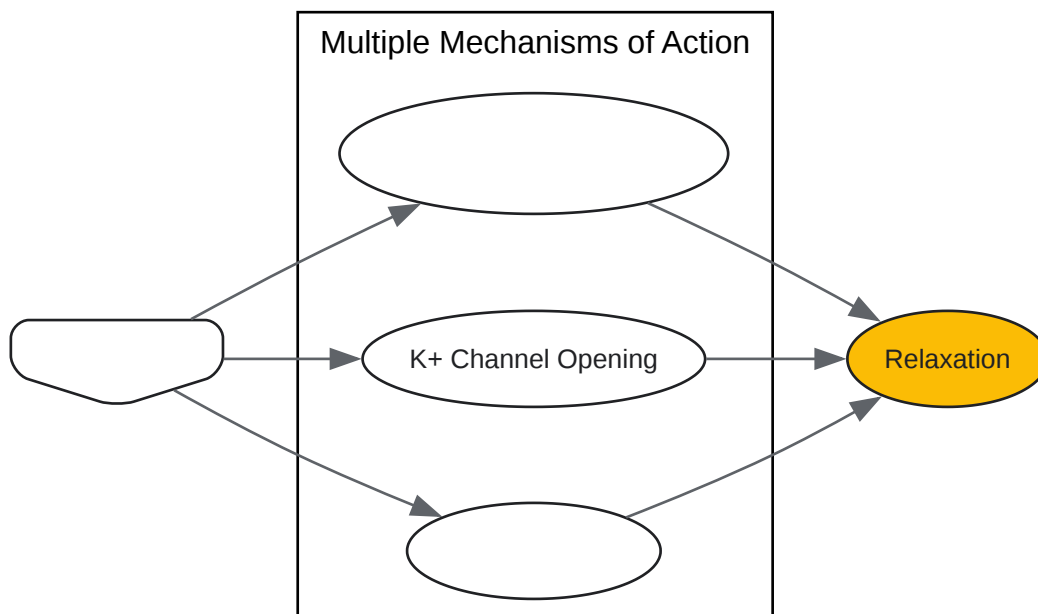 Multiple Mechanisms of Action
K+ Channel Opening
Relaxation